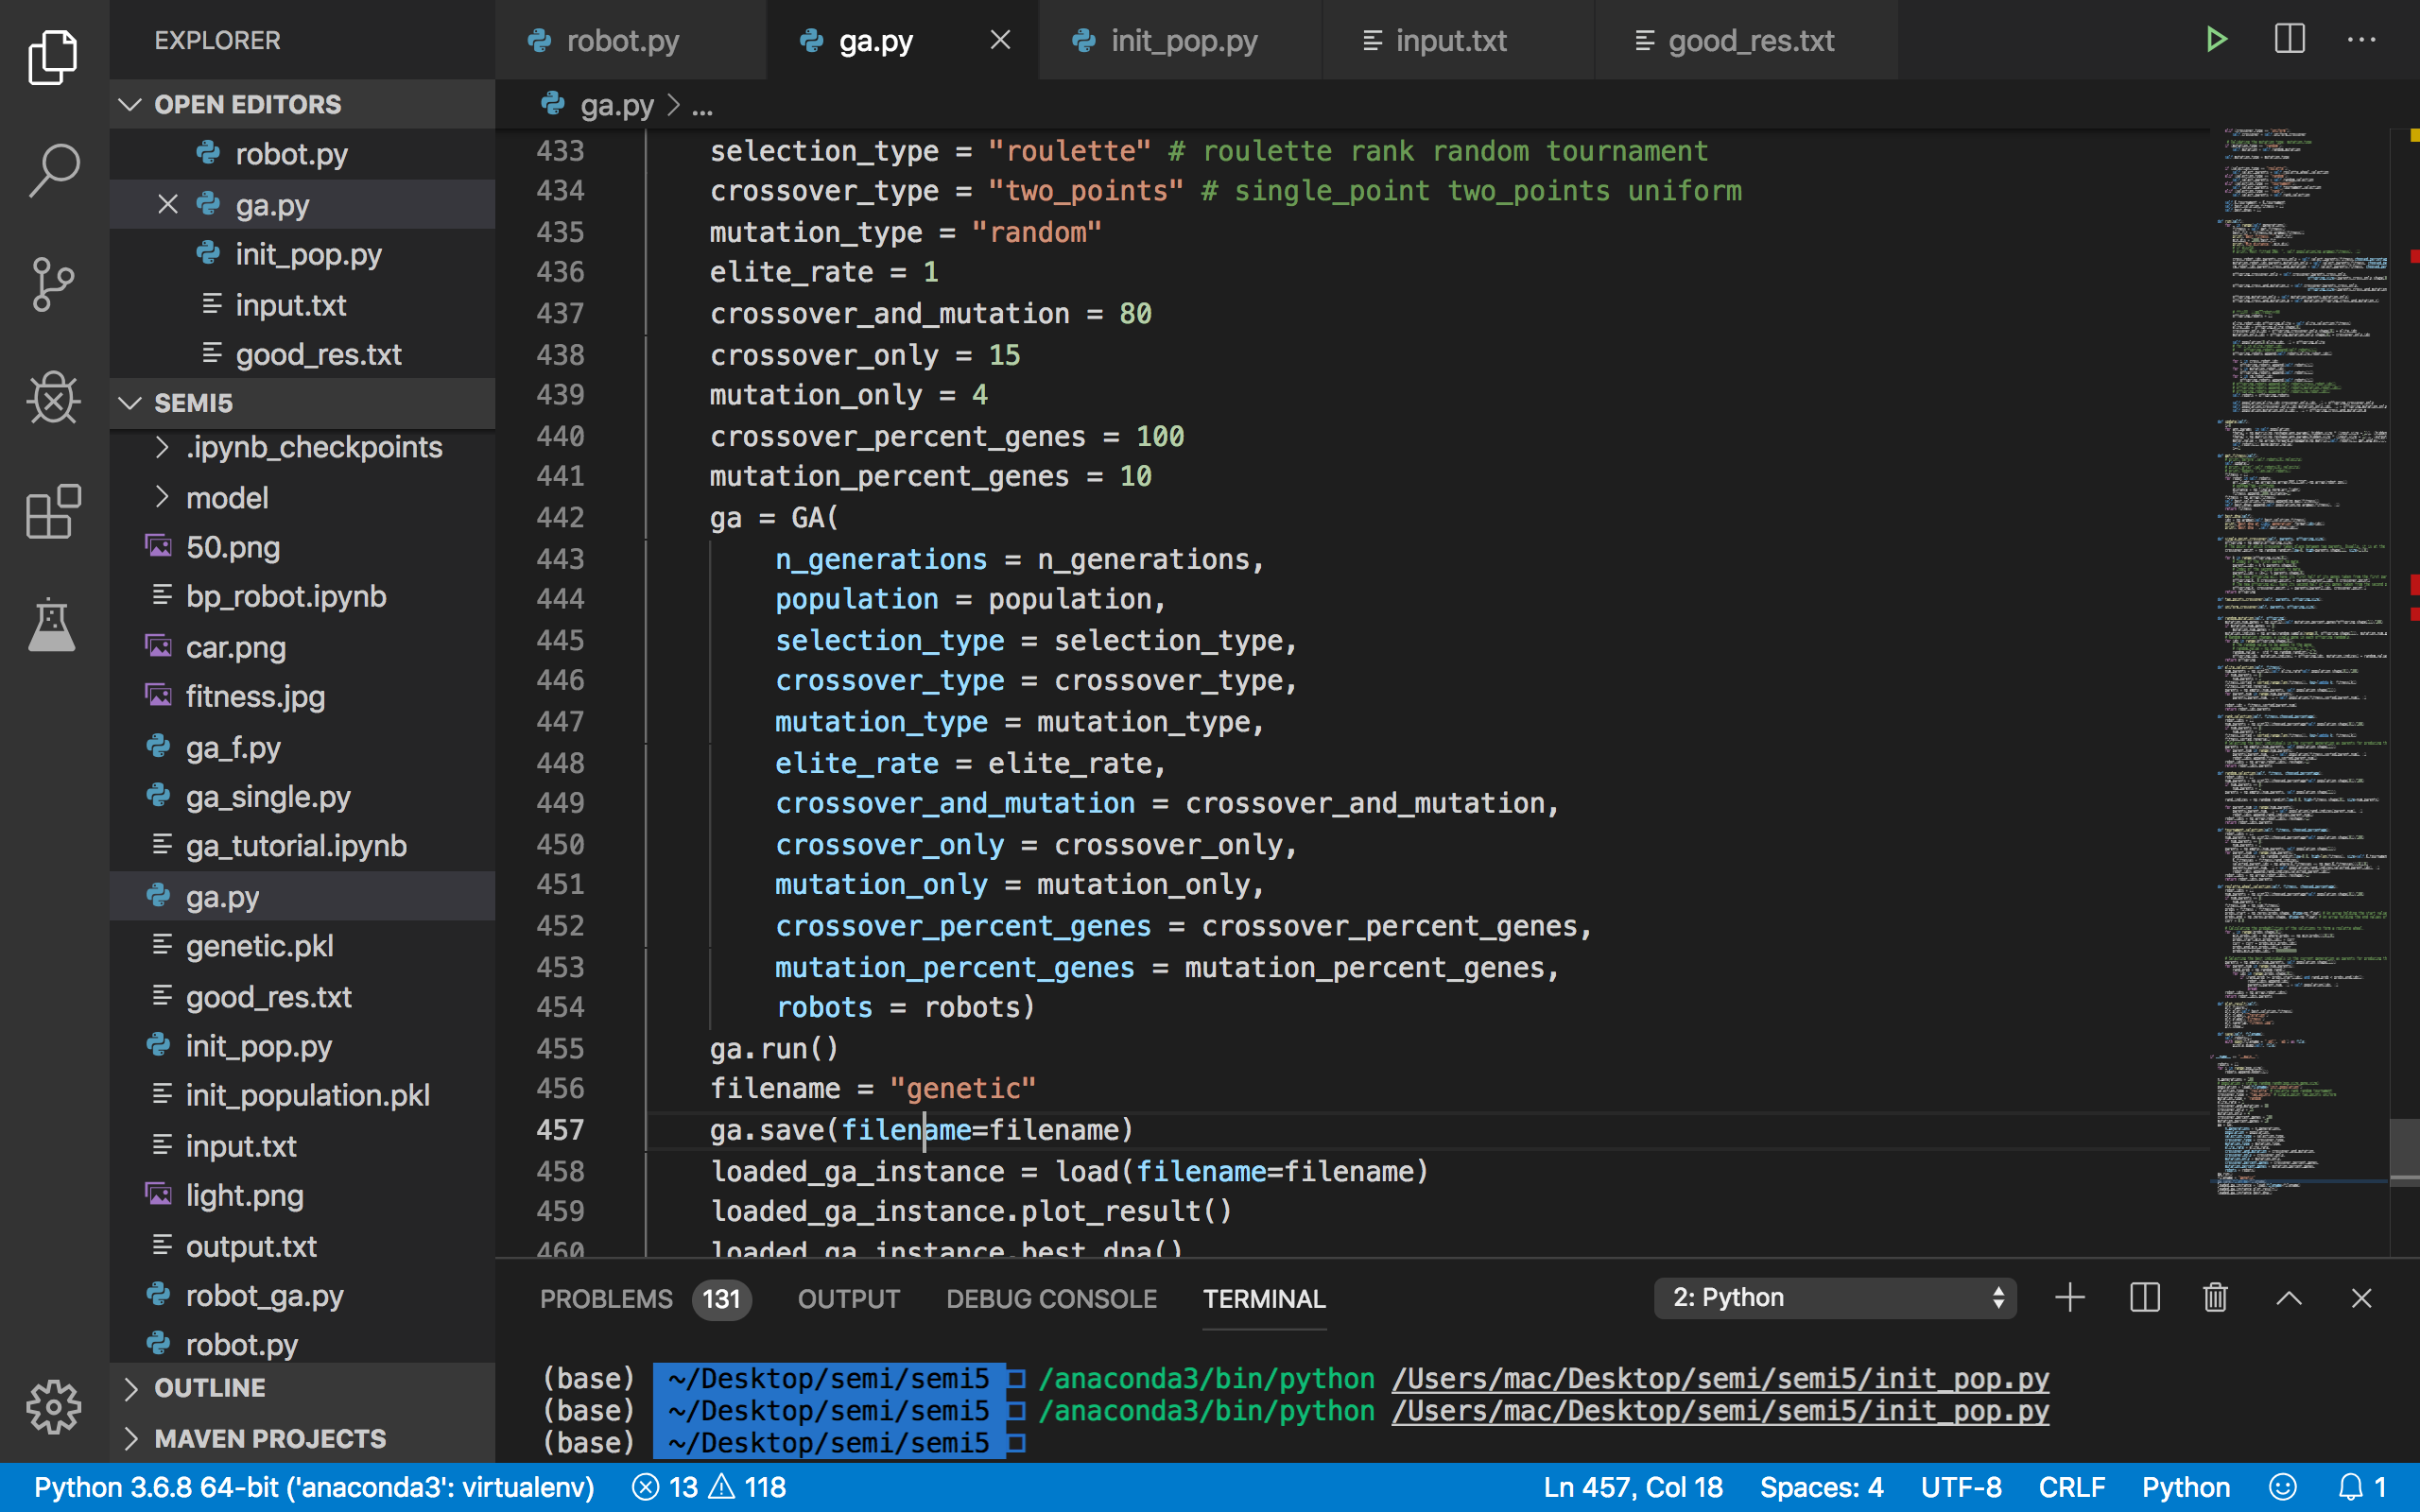 EXPLORER
robot.py
ga.py
init_pop.py
input.txt
good_res.txt
OPEN EDITORS
robot.py
ga.py
init_pop.py
input.txt
good_res.txt
SEMI5
.ipynb_checkpoints
model
50.png
bp_robot.ipynb
car.png
fitness.jpg
ga_f.py
ga_single.py
ga_tutorial.ipynb
ga.py
genetic.pkl
good_res.txt
init_pop.py
init_population.pkl
input.txt
light.png
output.txt
robot_ga.py
robot.py
OUTLINE
MAVEN PROJECTS
ga.py > ...
433 selection_type = "roulette" # roulette rank random tournament
434 crossover_type = "two_points" # single_point two_points uniform
435 mutation_type = "random"
436 elite_rate = 1
437 crossover_and_mutation = 80
438 crossover_only = 15
439 mutation_only = 4
440 crossover_percent_genes = 100
441 mutation_percent_genes = 10
442 ga = GA(
443 n_generations = n_generations,
444 population = population,
445 selection_type = selection_type,
446 crossover_type = crossover_type,
447 mutation_type = mutation_type,
448 elite_rate = elite_rate,
449 crossover_and_mutation = crossover_and_mutation,
450 crossover_only = crossover_only,
451 mutation_only = mutation_only,
452 crossover_percent_genes = crossover_percent_genes,
453 mutation_percent_genes = mutation_percent_genes,
454 robots = robots)
455 ga.run()
456 filename = "genetic"
457 ga.save(filename=filename)
458 loaded_ga_instance = load(filename=filename)
459 loaded_ga_instance.plot_result()
460 loaded_ga_instance.best_dna()
PROBLEMS 131 OUTPUT DEBUG CONSOLE TERMINAL 2: Python
(base) ~/Desktop/semi/semi5 /anaconda3/bin/python /Users/mac/Desktop/semi/semi5/init_pop.py
(base) ~/Desktop/semi/semi5 /anaconda3/bin/python /Users/mac/Desktop/semi/semi5/init_pop.py
(base) ~/Desktop/semi/semi5
Python 3.6.8 64-bit ('anaconda3': virtualenv) 13 118 Ln 457, Col 18 Spaces: 4 UTF-8 CRLF Python 1